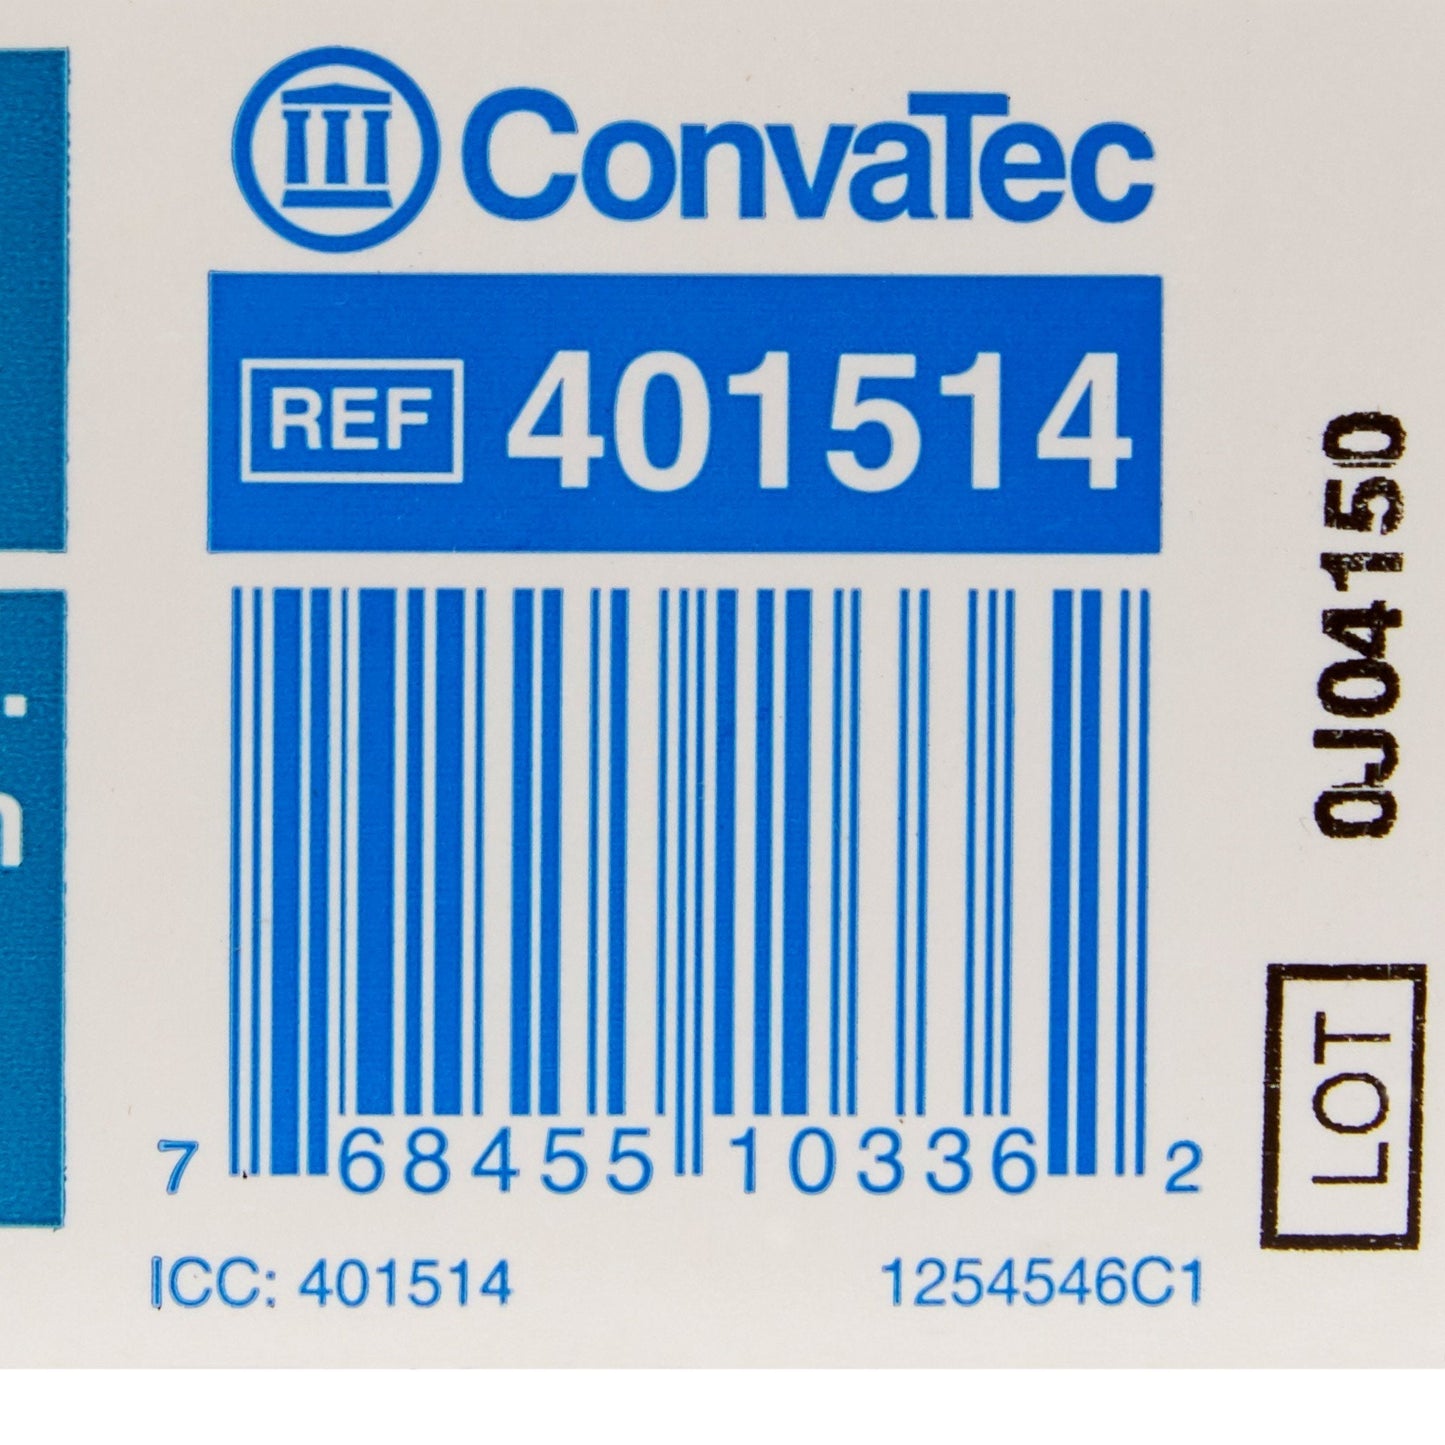 ConvaTec
REF 401514
7 68455 10336 2
ICC: 401514 1254546C1
LOT 0J04150